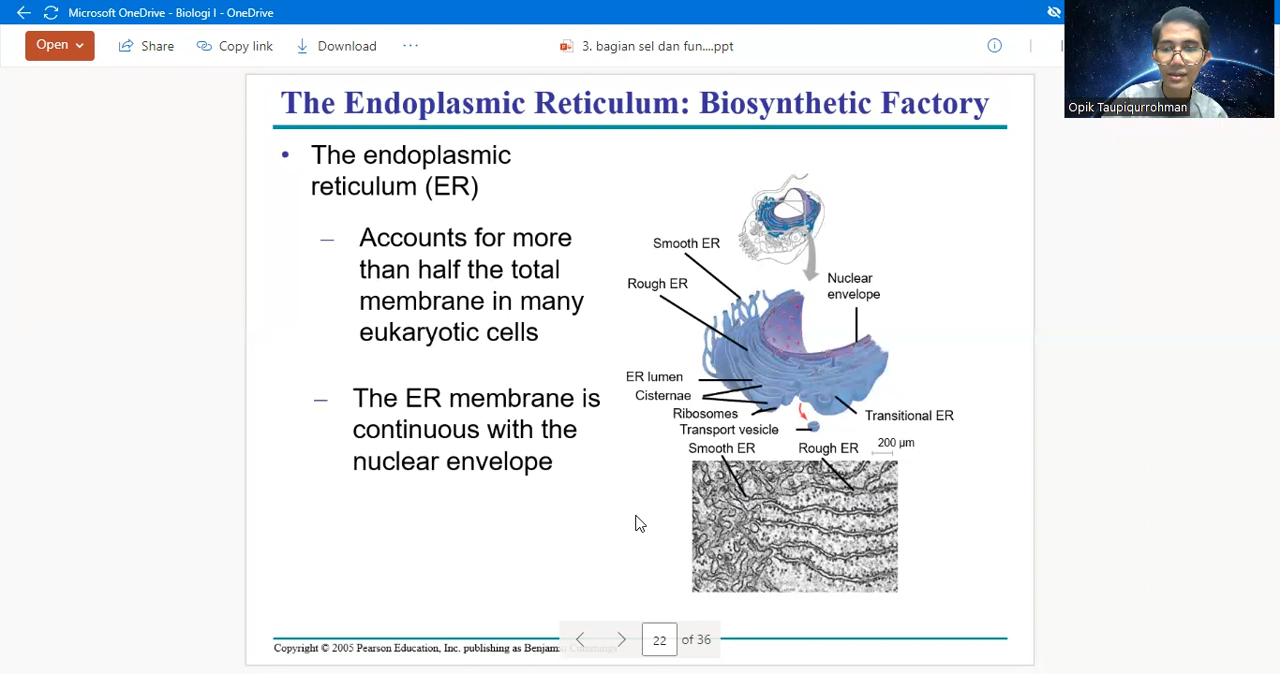 Microsoft OneDrive - Biologi I - OneDrive
Open
Share
Copy link
Download
...
3. bagian sel dan fun....ppt
Opik Taupiqurrohman
The Endoplasmic Reticulum: Biosynthetic Factory
• The endoplasmic
reticulum (ER)
– Accounts for more
than half the total
membrane in many
eukaryotic cells
– The ER membrane is
continuous with the
nuclear envelope
Smooth ER
Rough ER
Nuclear
envelope
ER lumen
Cisternae
Ribosomes
Transport vesicle
Transitional ER
Smooth ER
Rough ER
200 µm
22 of 36
Copyright © 2005 Pearson Education, Inc. publishing as Benjamin Cummings